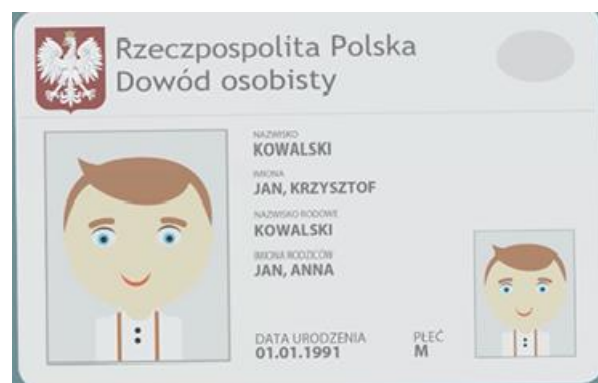 Rzeczpospolita Polska
Dowód osobisty
NAZWISKO
KOWALSKI
IMIONA
JAN, KRZYSZTOF
NAZWISKO RODOWE
KOWALSKI
IMIONA RODZICÓW
JAN, ANNA
DATA URODZENIA PŁEĆ
01.01.1991 M